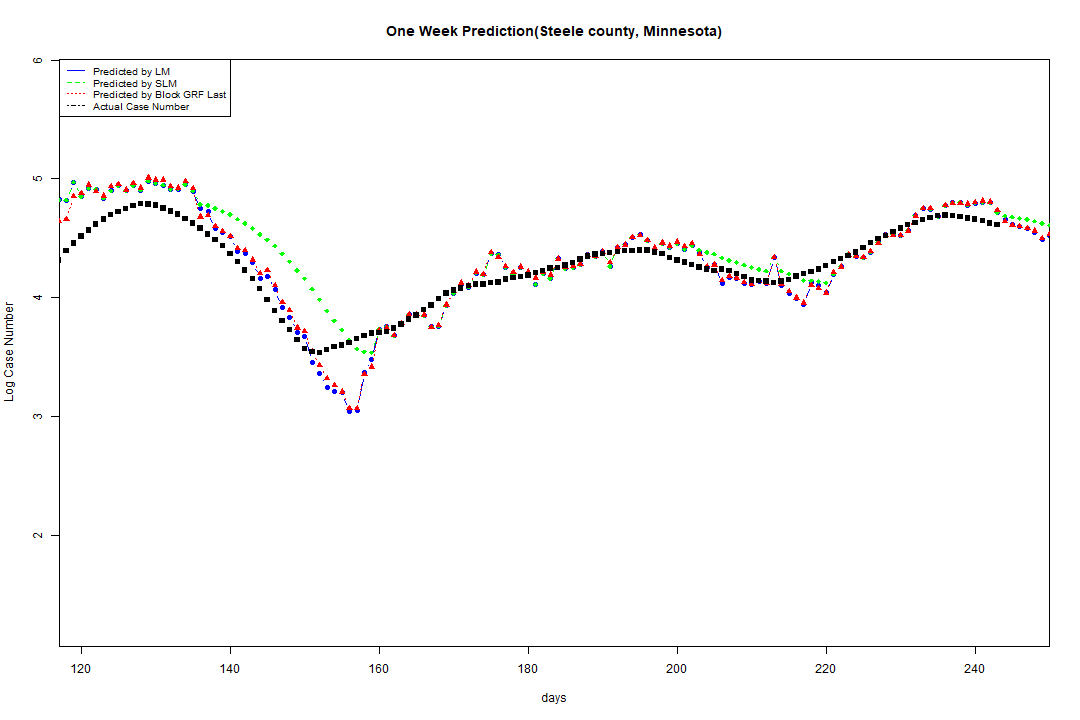 One Week Prediction(Steele county, Minnesota)
Predicted by LM
Predicted by SLM
Predicted by Block GRF Last
Actual Case Number
Log Case Number
6
5
4
3
2
120 140 160 180 200 220 240
days